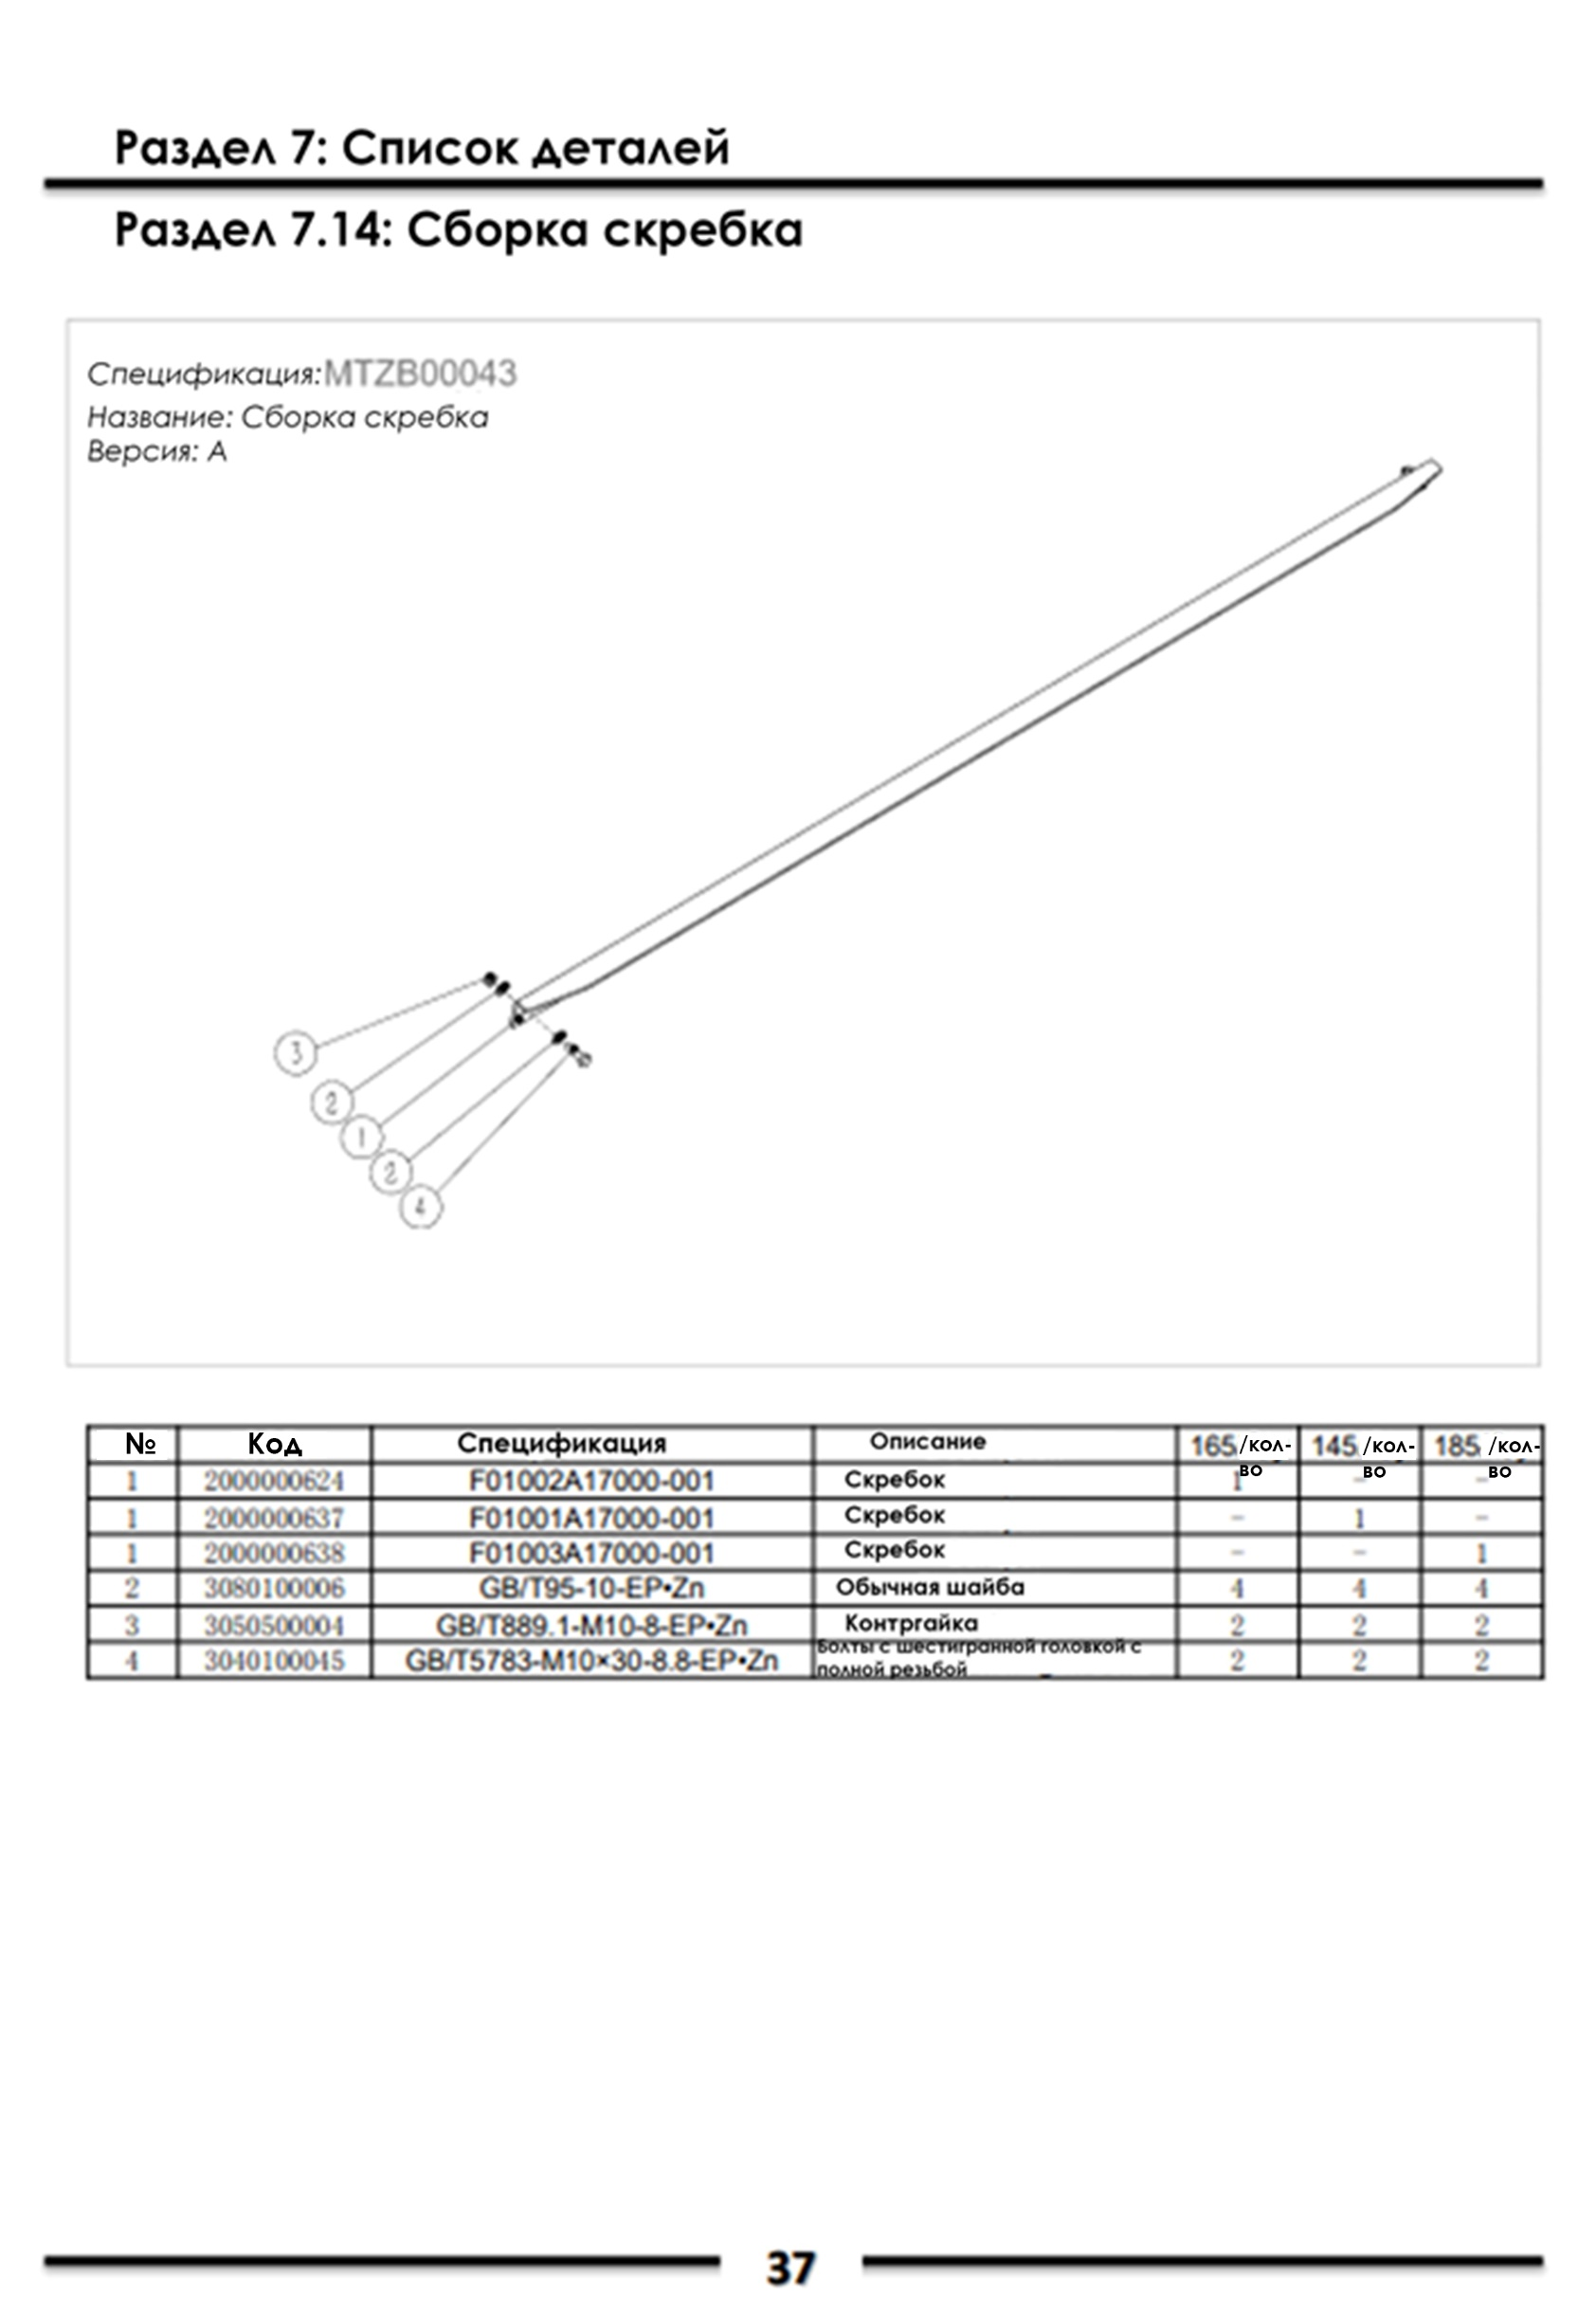 Раздел 7: Список деталей
Раздел 7.14: Сборка скребка
Спецификация: MTZB00043
Название: Сборка скребка
Версия: А
3
2
1
2
4
№ Код Спецификация Описание 165 /кол-во 145 /кол-во 185 /кол-во
1 2000000624 F01002A17000-001 Скребок 1 - -
1 2000000637 F01001A17000-001 Скребок - 1 -
1 2000000638 F01003A17000-001 Скребок - - 1
2 3080100006 GB/T95-10-EP•Zn Обычная шайба 4 4 4
3 3050500004 GB/T889.1-M10-8-EP•Zn Контргайка 2 2 2
4 3040100045 GB/T5783-M10×30-8.8-EP•Zn Болты с шестигранной головкой с полной резьбой 2 2 2
37